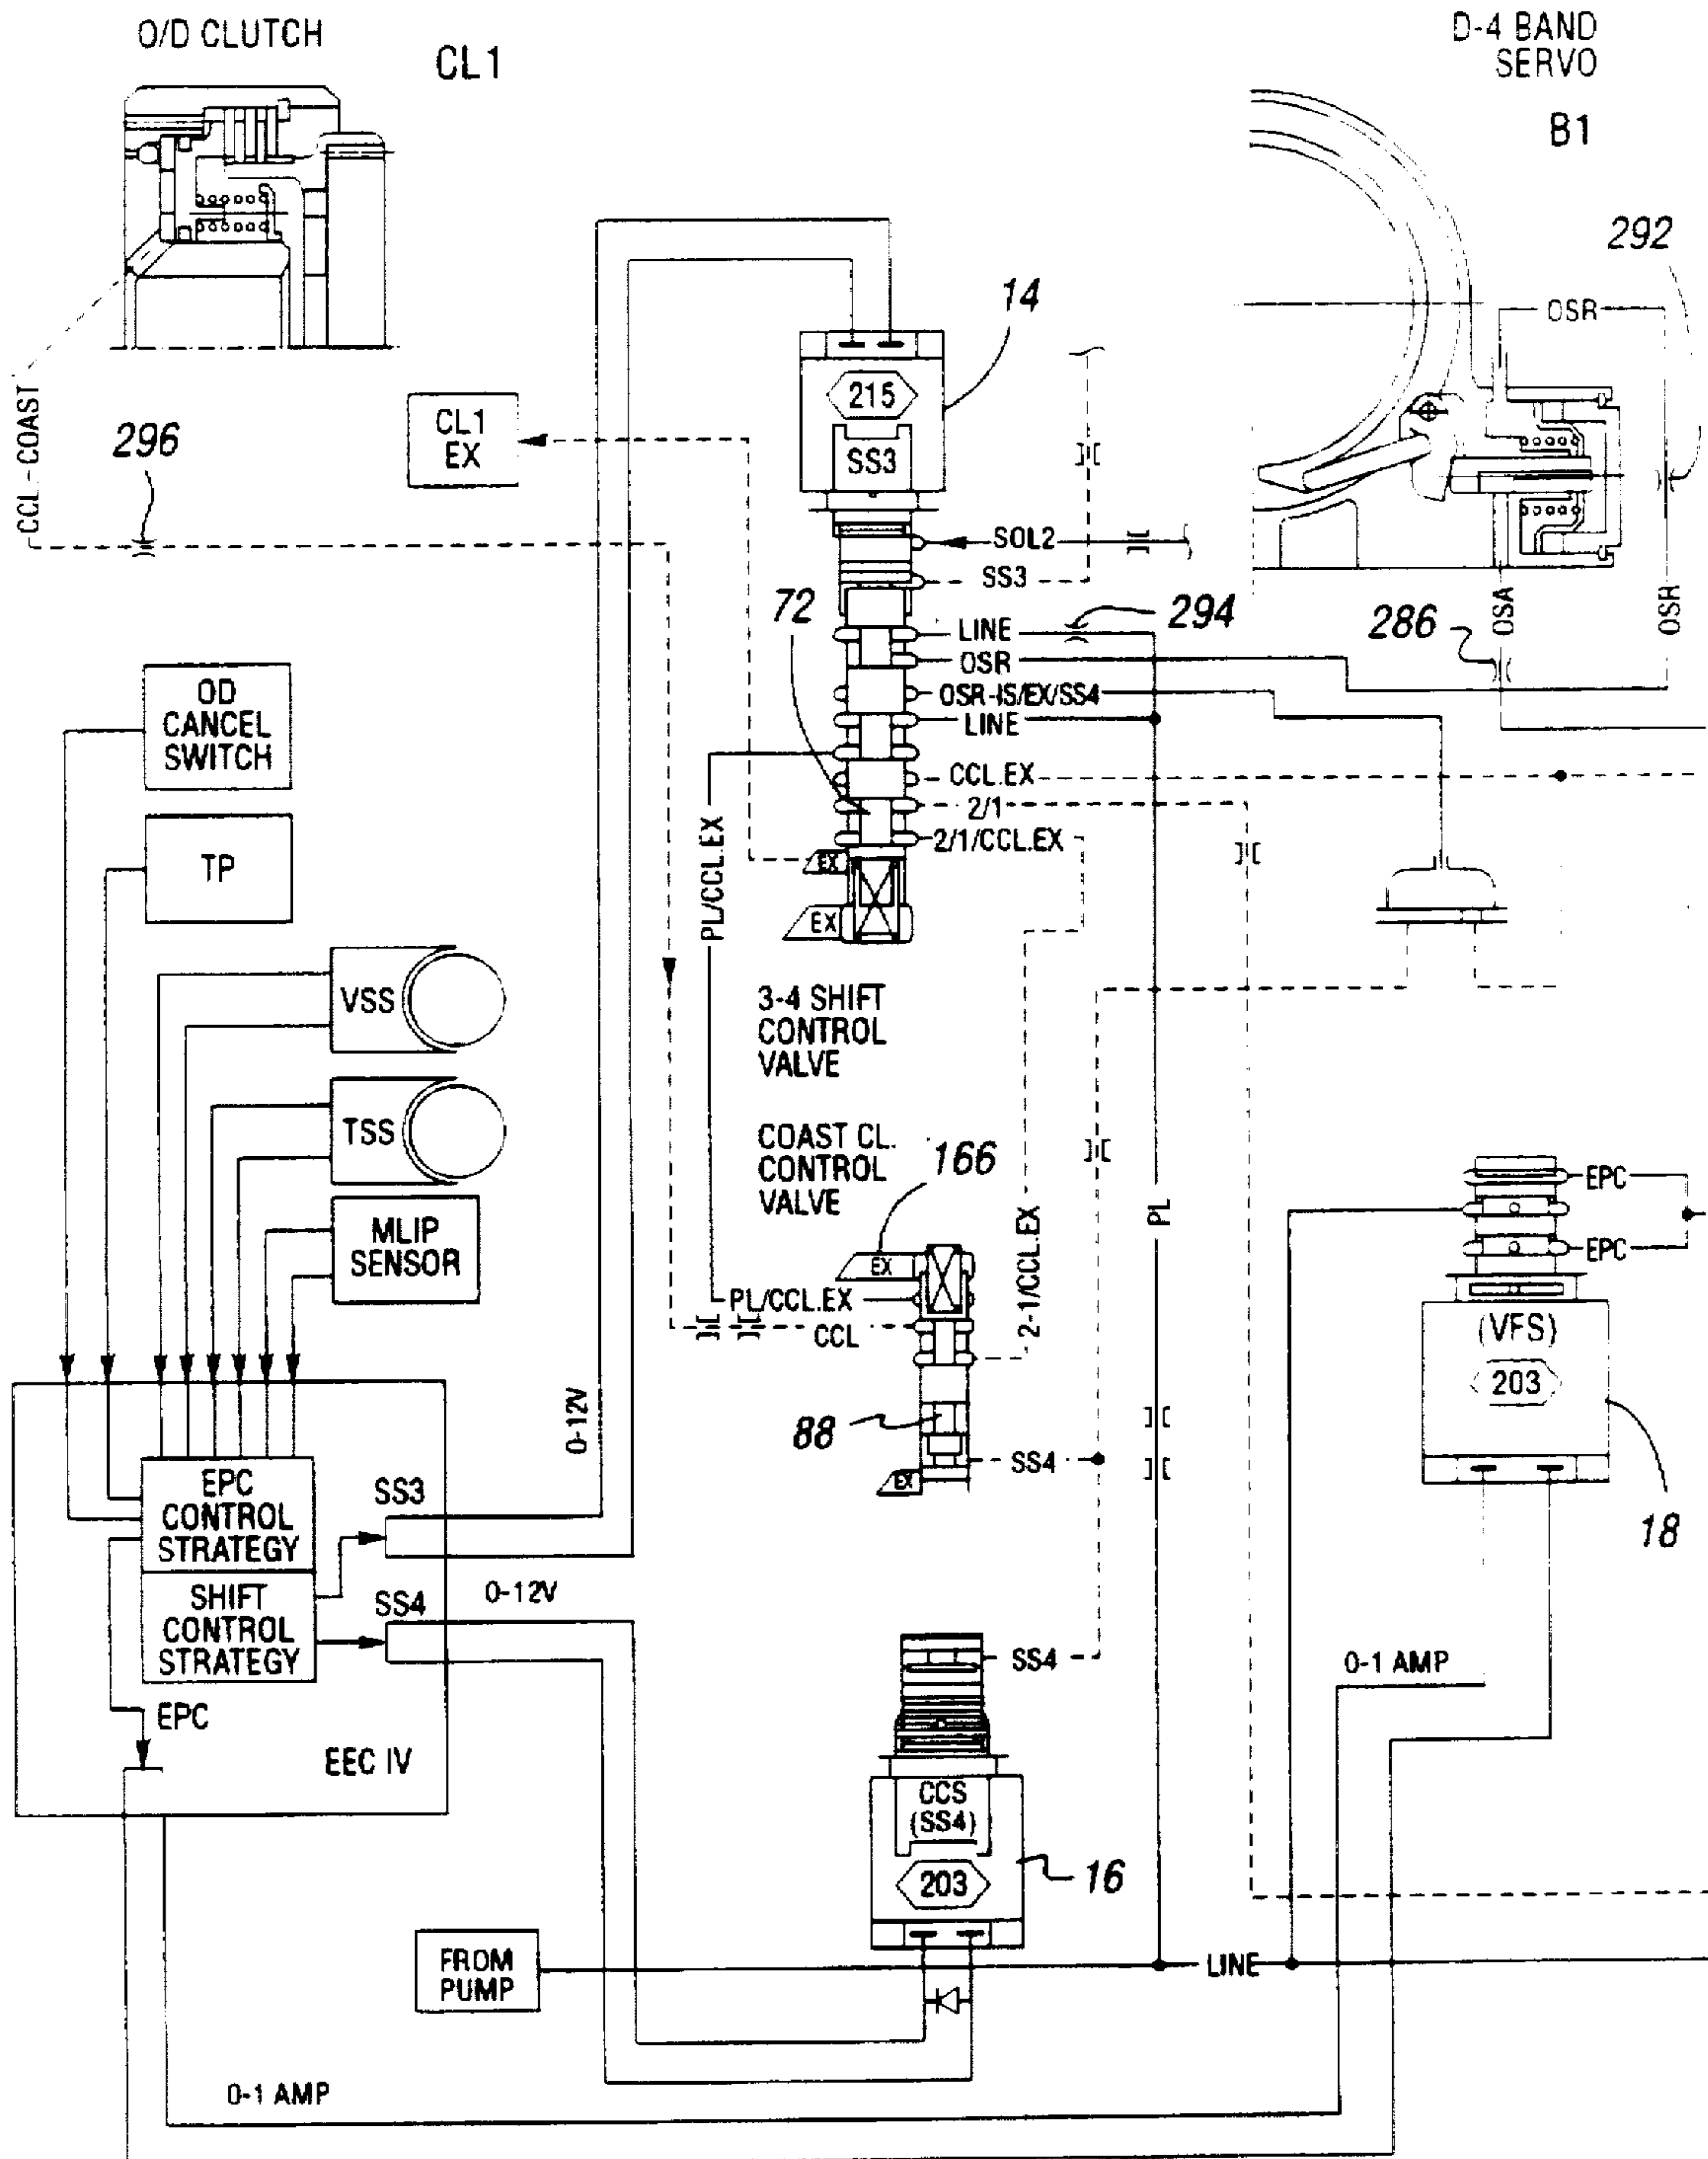 O/D CLUTCH
CL1
D-4 BAND
SERVO
B1
292
OSR
14
215
SS3
CCL-COAST
296
CL1
EX
SOL2
SS3
72
LINE
294
OSR
286
OSA
OSR
OSR-IS/EX/SS4
LINE
OD
CANCEL
SWITCH
CCL.EX
2/1
2/1/CCL.EX
EX
EX
TP
PL/CCL.EX
VSS
3-4 SHIFT
CONTROL
VALVE
TSS
COAST CL.
CONTROL
VALVE
166
MLIP
SENSOR
EX
PL/CCL.EX
CCL
2-1/CCL.EX
PL
EPC
EPC
(VFS)
203
88
SS4
EX
18
0-12V
EPC
CONTROL
STRATEGY
SS3
SHIFT
CONTROL
STRATEGY
SS4
0-12V
EPC
EEC IV
SS4
0-1 AMP
CCS
(SS4)
203
16
FROM
PUMP
LINE
0-1 AMP